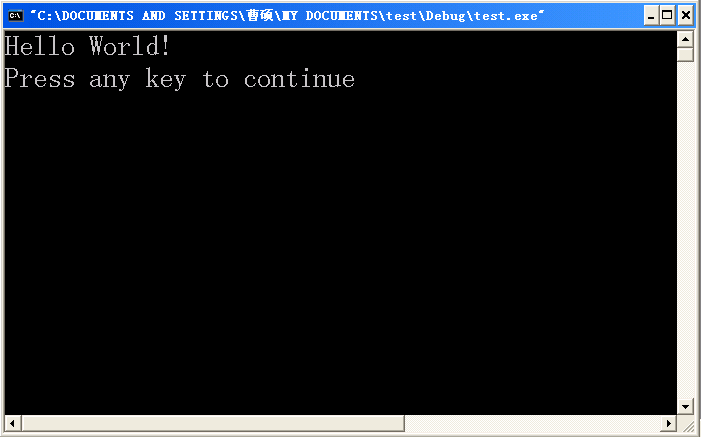 "C:\DOCUMENTS AND SETTINGS\曹硕\MY DOCUMENTS\test\Debug\test.exe"
Hello World!
Press any key to continue